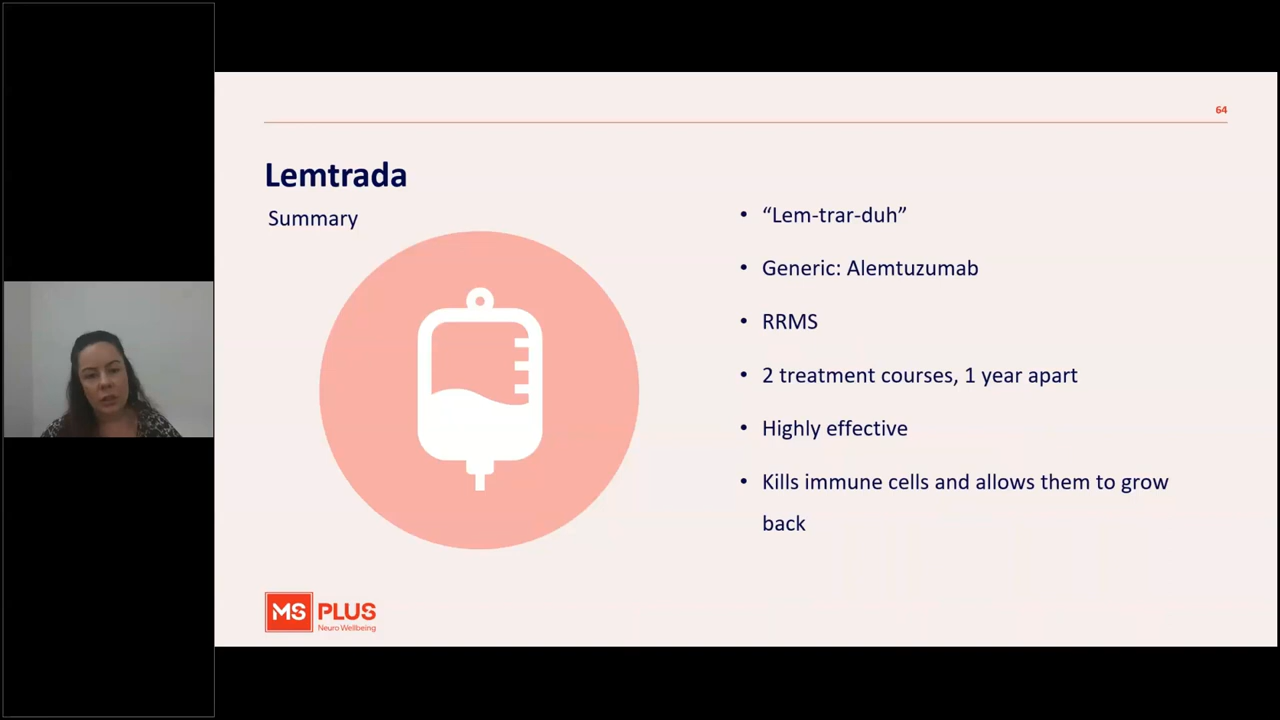 64
Lemtrada
Summary
• “Lem-trar-duh”
• Generic: Alemtuzumab
• RRMS
• 2 treatment courses, 1 year apart
• Highly effective
• Kills immune cells and allows them to grow
back
MS PLUS
Neuro Wellbeing